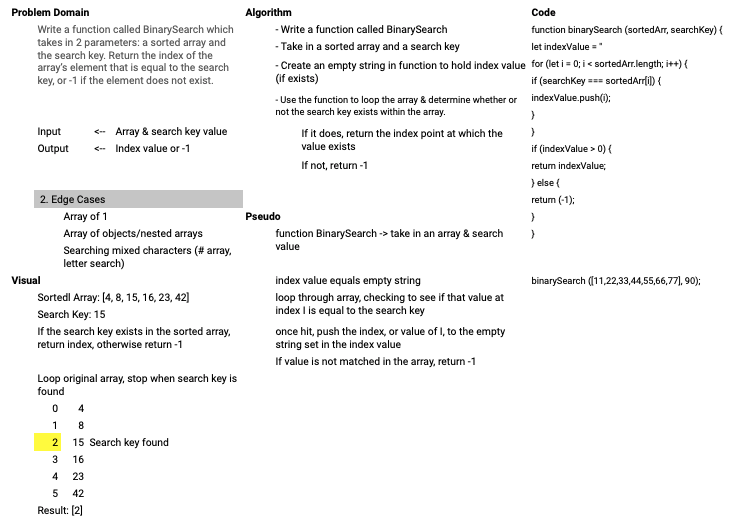 Problem Domain
Write a function called BinarySearch which
takes in 2 parameters: a sorted array and
the search key. Return the index of the
array's element that is equal to the search
key, or -1 if the element does not exist.
Input <-- Array & search key value
Output <-- Index value or -1
2. Edge Cases
Array of 1
Array of objects/nested arrays
Searching mixed characters (# array,
letter search)
Visual
Sortedl Array: [4, 8, 15, 16, 23, 42]
Search Key: 15
If the search key exists in the sorted array,
return index, otherwise return -1
Loop original array, stop when search key is
found
0 4
1 8
2 15 Search key found
3 16
4 23
5 42
Result: [2]
Algorithm
- Write a function called BinarySearch
- Take in a sorted array and a search key
- Create an empty string in function to hold index value
(if exists)
- Use the function to loop the array & determine whether or
not the search key exists within the array.
If it does, return the index point at which the
value exists
If not, return -1
Pseudo
function BinarySearch -> take in an array & search
value
index value equals empty string
loop through array, checking to see if that value at
index I is equal to the search key
once hit, push the index, or value of I, to the empty
string set in the index value
If value is not matched in the array, return -1
Code
function binarySearch (sortedArr, searchKey) {
let indexValue = "
for (let i = 0; i < sortedArr.length; i++) {
if (searchKey === sortedAr[i]) {
indexValue.push(i);
}
}
if (indexValue > 0) {
return indexValue;
} else {
return (-1);
}
}
binarySearch ([11,22,33,44,55,66,77], 90);